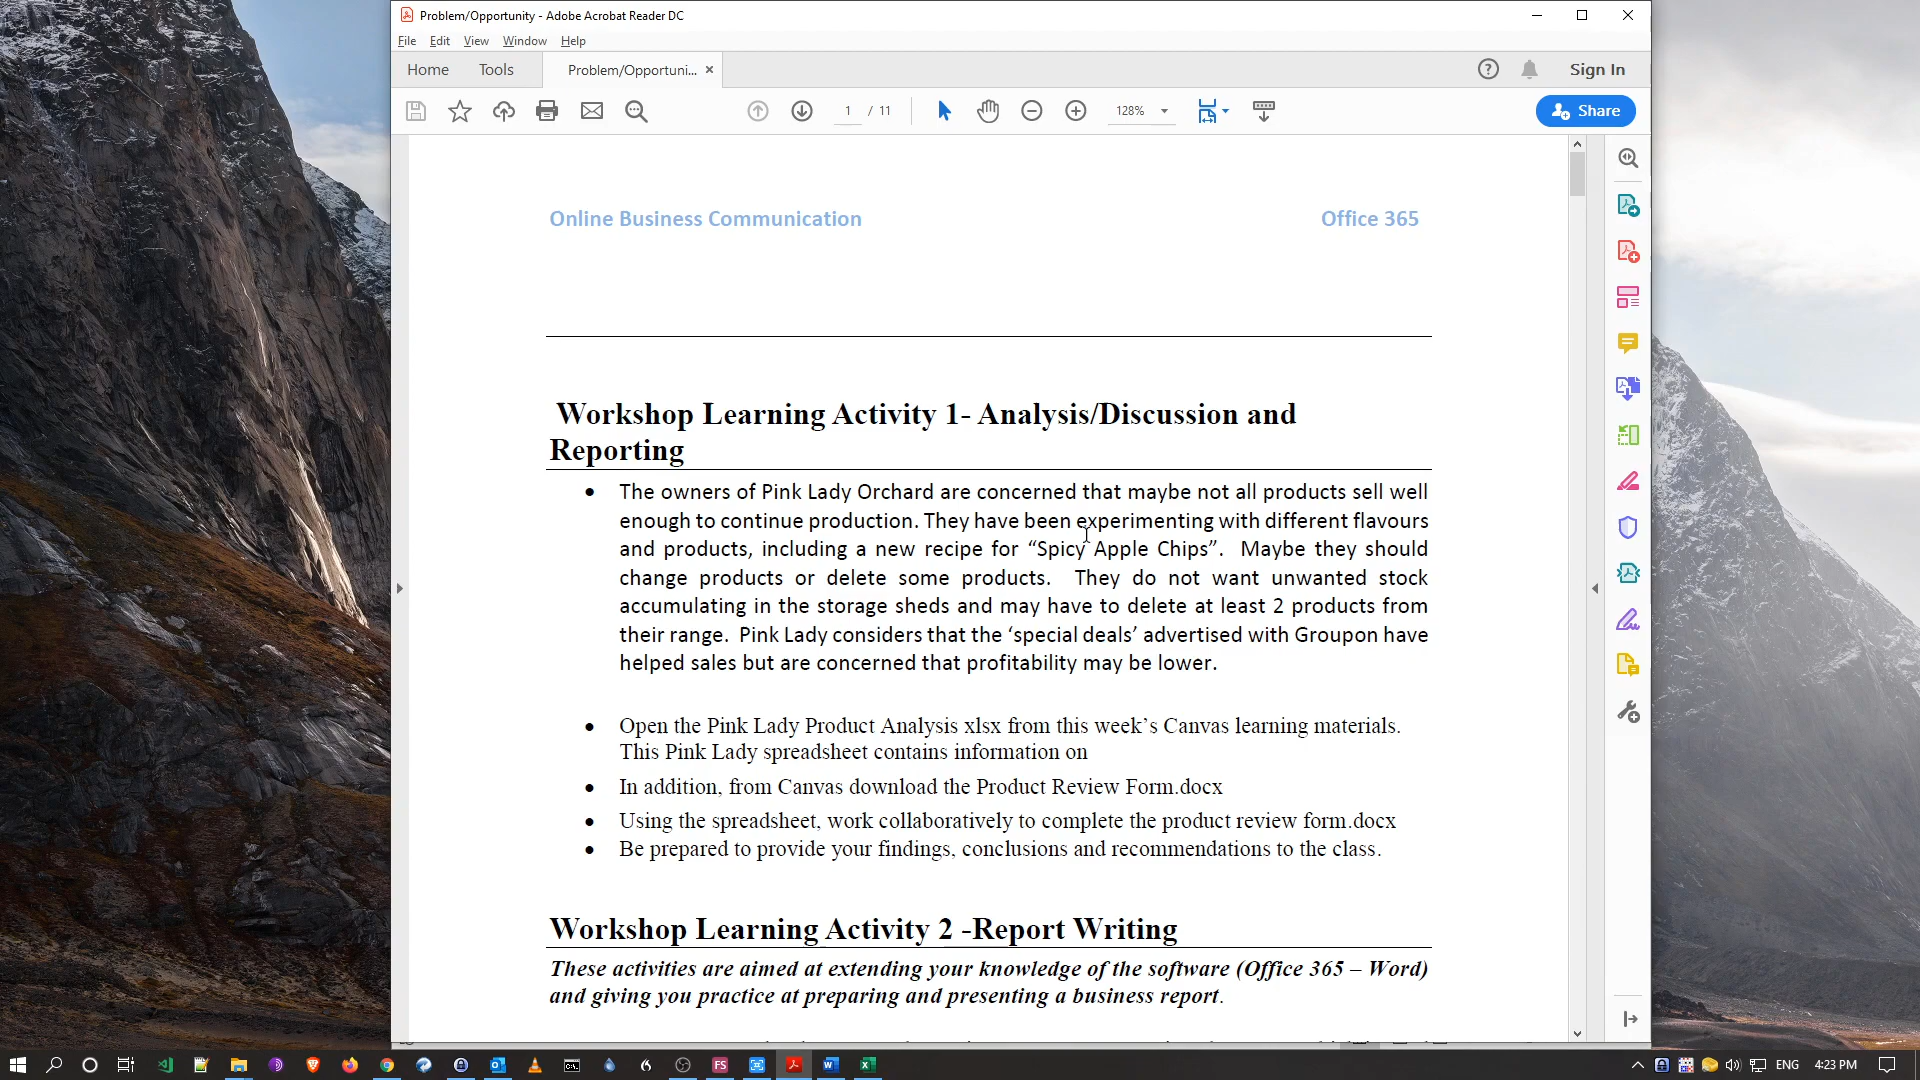 Problem/Opportunity - Adobe Acrobat Reader DC
File Edit View Window Help
Home Tools Problem/Opportuni... × Sign In
1 / 11 128% Share
Online Business Communication Office 365
Workshop Learning Activity 1- Analysis/Discussion and
Reporting
• The owners of Pink Lady Orchard are concerned that maybe not all products sell well
enough to continue production. They have been experimenting with different flavours
and products, including a new recipe for “Spicy Apple Chips”. Maybe they should
change products or delete some products. They do not want unwanted stock
accumulating in the storage sheds and may have to delete at least 2 products from
their range. Pink Lady considers that the ‘special deals’ advertised with Groupon have
helped sales but are concerned that profitability may be lower.
• Open the Pink Lady Product Analysis xlsx from this week’s Canvas learning materials.
This Pink Lady spreadsheet contains information on
• In addition, from Canvas download the Product Review Form.docx
• Using the spreadsheet, work collaboratively to complete the product review form.docx
• Be prepared to provide your findings, conclusions and recommendations to the class.
Workshop Learning Activity 2 -Report Writing
These activities are aimed at extending your knowledge of the software (Office 365 – Word)
and giving you practice at preparing and presenting a business report.
ENG 4:23 PM